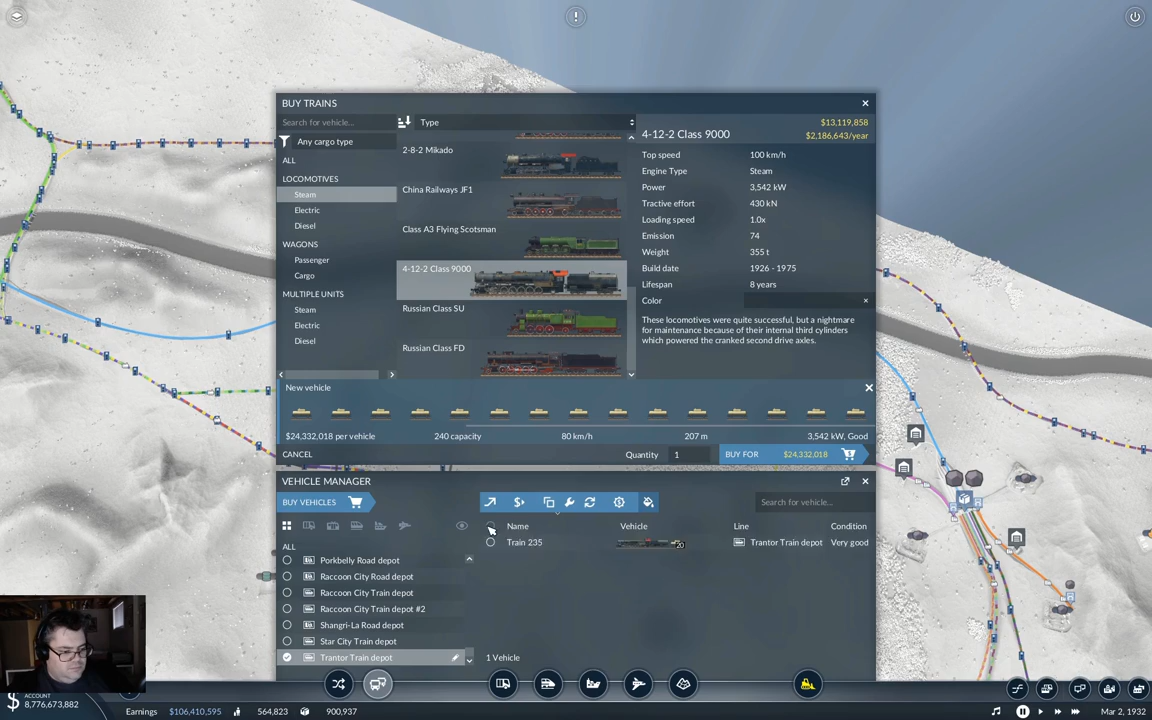 BUY TRAINS
Search for vehicle...
Type
Any cargo type
ALL
LOCOMOTIVES
Steam
Electric
Diesel
WAGONS
Passenger
Cargo
MULTIPLE UNITS
Steam
Electric
Diesel
2-8-2 Mikado
China Railways JF1
Class A3 Flying Scotsman
4-12-2 Class 9000
Russian Class SU
Russian Class FD
4-12-2 Class 9000
$13,119,858
$2,186,643/year
Top speed 100 km/h
Engine Type Steam
Power 3,542 kW
Tractive effort 430 kN
Loading speed 1.0x
Emission 74
Weight 355 t
Build date 1926 - 1975
Lifespan 8 years
Color
These locomotives were quite successful, but a nightmare
for maintenance because of their internal third cylinders
which powered the cranked second drive axles.
New vehicle
$24,332,018 per vehicle 240 capacity 80 km/h 207 m 3,542 kW, Good
CANCEL Quantity 1 BUY FOR $24,332,018
VEHICLE MANAGER
BUY VEHICLES
Search for vehicle...
ALL
Porkbelly Road depot
Raccoon City Road depot
Raccoon City Train depot
Raccoon City Train depot #2
Shangri-La Road depot
Star City Train depot
Trantor Train depot
Name Vehicle Line Condition
Train 235 20 Trantor Train depot Very good
1 Vehicle
ACCOUNT
$ 8,776,673,882
Earnings $106,410,595 564,823 900,937
Mar 2, 1932